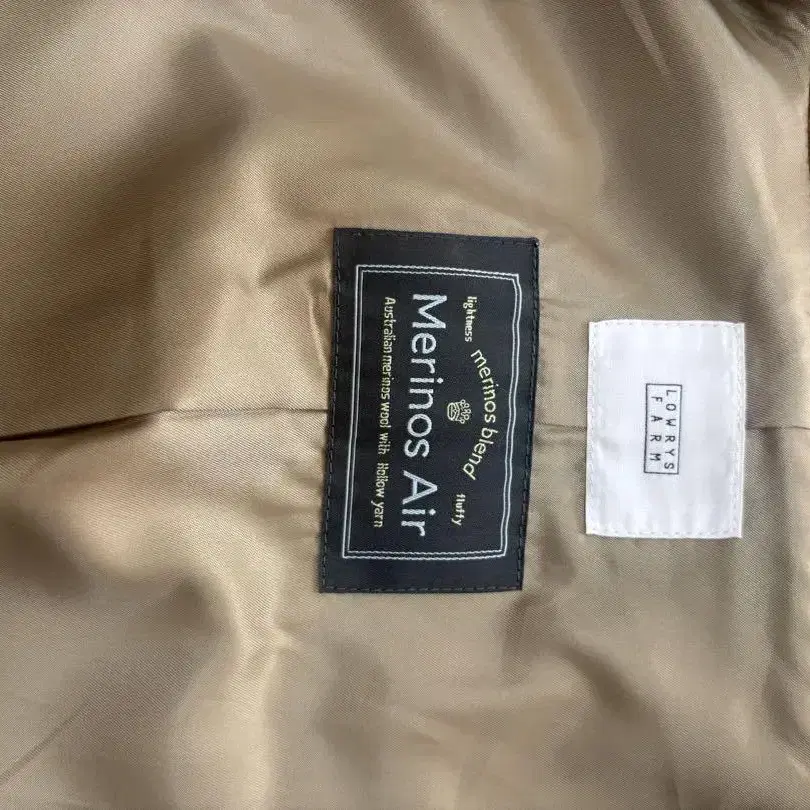 LOWRYS
FARM
merinos blend
lightness fluffy
Merinos Air
Australian merinos wool with Hollow yarn